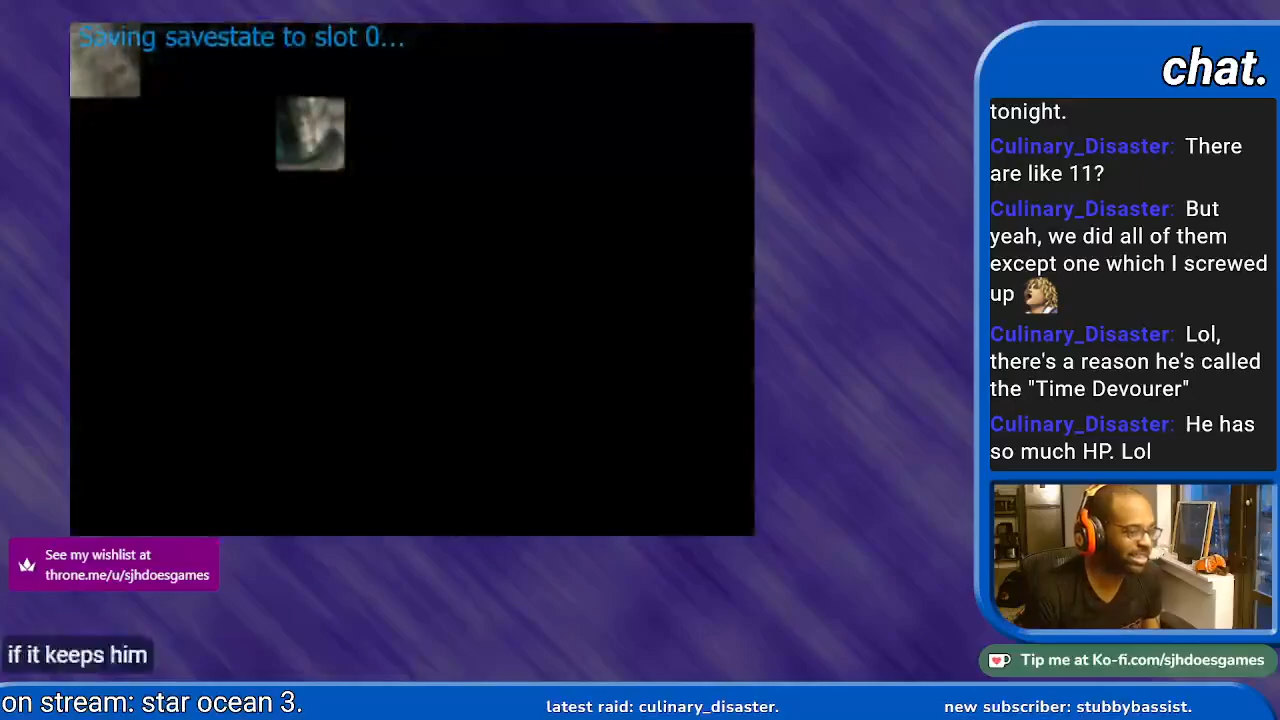 Saving savestate to slot 0...
chat.
tonight.
Culinary_Disaster: There
are like 11?
Culinary_Disaster: But
yeah, we did all of them
except one which I screwed
up
Culinary_Disaster: Lol,
there's a reason he's called
the "Time Devourer"
Culinary_Disaster: He has
so much HP. Lol
See my wishlist at
throne.me/u/sjhdoesgames
if it keeps him
Tip me at Ko-fi.com/sjhdoesgames
on stream: star ocean 3.
latest raid: culinary_disaster.
new subscriber: stubbybassist.